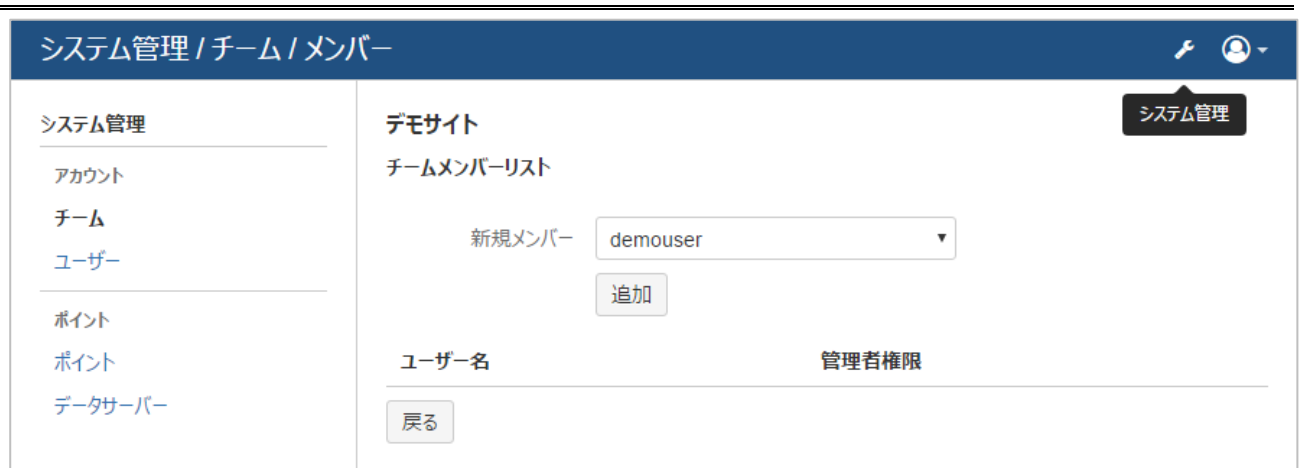 システム管理 / チーム / メンバー
システム管理
システム管理
アカウント
チーム
ユーザー
ポイント
ポイント
データサーバー
デモサイト
チームメンバーリスト
新規メンバー demouser
追加
ユーザー名 管理者権限
戻る